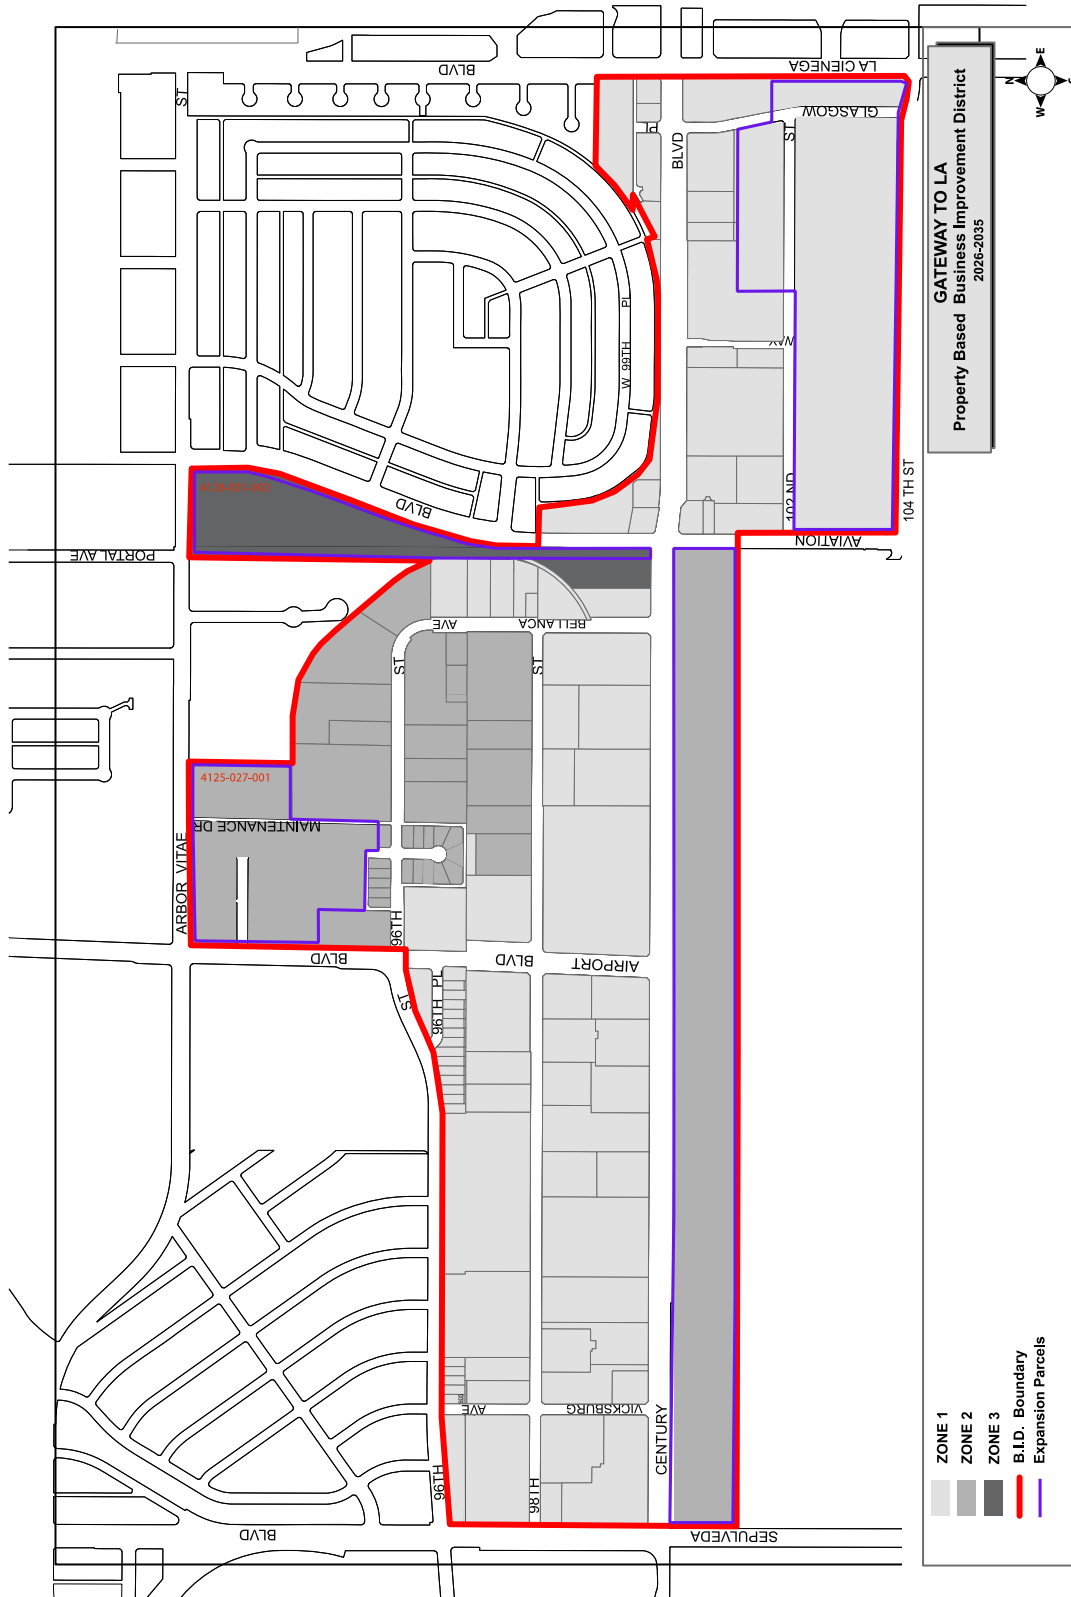 GATEWAY TO LA
Property Based Business Improvement District
2026-2035
N
W
E
LA CIENEGA
BLVD
ST
GLASGOW
PL
BLVD
ST
W 99TH PL
WAY
102 ND
104 TH ST
AVIATION
BLVD
PORTAL AVE
BELLANCA
AVE
ST
ST
4125-027-001
MAINTENANCE DR
ARBOR VITAE
96TH
BLVD
BLVD
AIRPORT
ST
96TH PL
VICKSBURG
AVE
CENTURY
96TH
98TH
BLVD
SEPULVEDA
ZONE 1
ZONE 2
ZONE 3
B.I.D. Boundary
Expansion Parcels